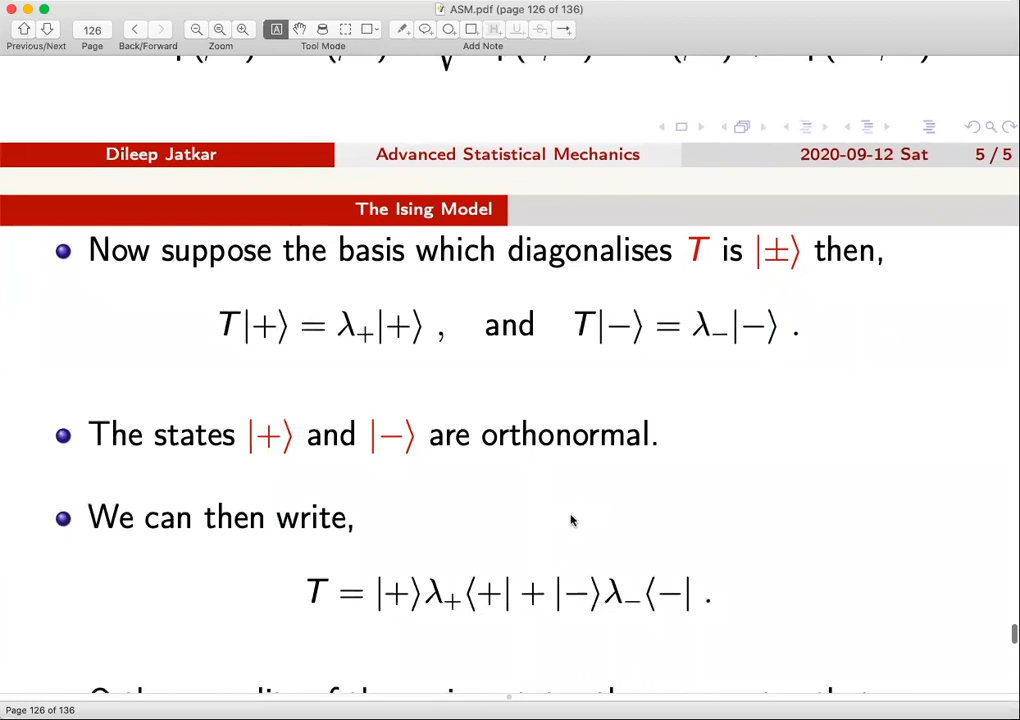 ASM.pdf (page 126 of 136)
126
Previous/Next Page Back/Forward Zoom Tool Mode Add Note
Dileep Jatkar Advanced Statistical Mechanics 2020-09-12 Sat 5 / 5
The Ising Model
Now suppose the basis which diagonalises T is |±⟩ then,
T|+⟩ = λ₊|+⟩ , and T|−⟩ = λ₋|−⟩ .
The states |+⟩ and |−⟩ are orthonormal.
We can then write,
T = |+⟩λ₊⟨+| + |−⟩λ₋⟨−| .
Page 126 of 136